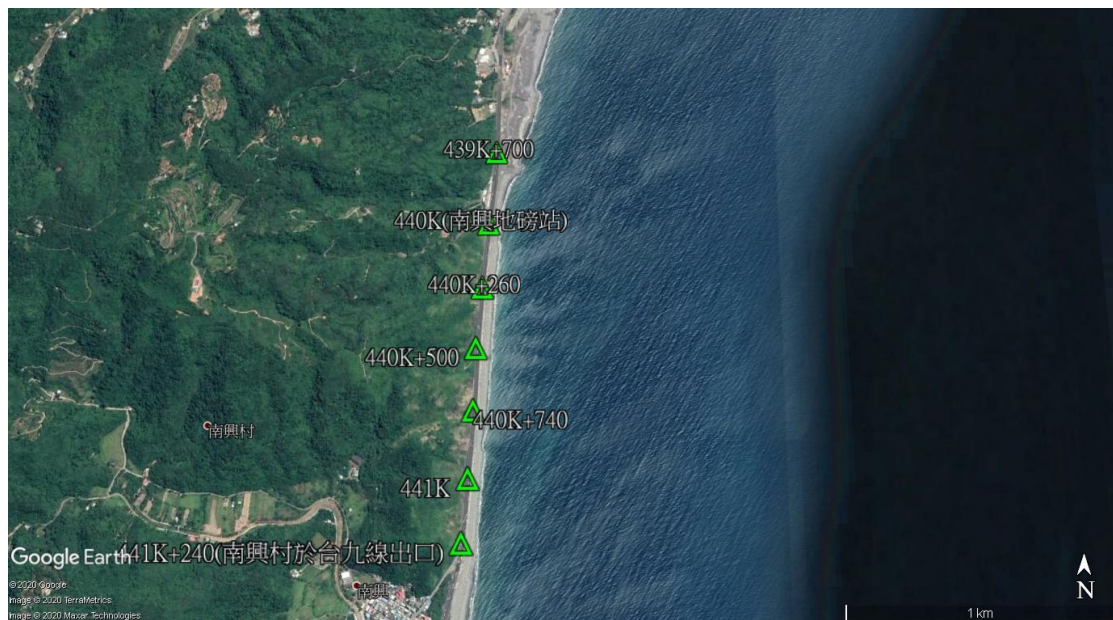 439K+700
440K(南興地磅站)
440K+260
440K+500
440K+740
南興村
441K
441K+240(南興村於台九線出口)
Google Earth
© 2020 Google
Image © 2020 TerraMetrics
Image © 2020 Maxar Technologies
南興
N
1 km